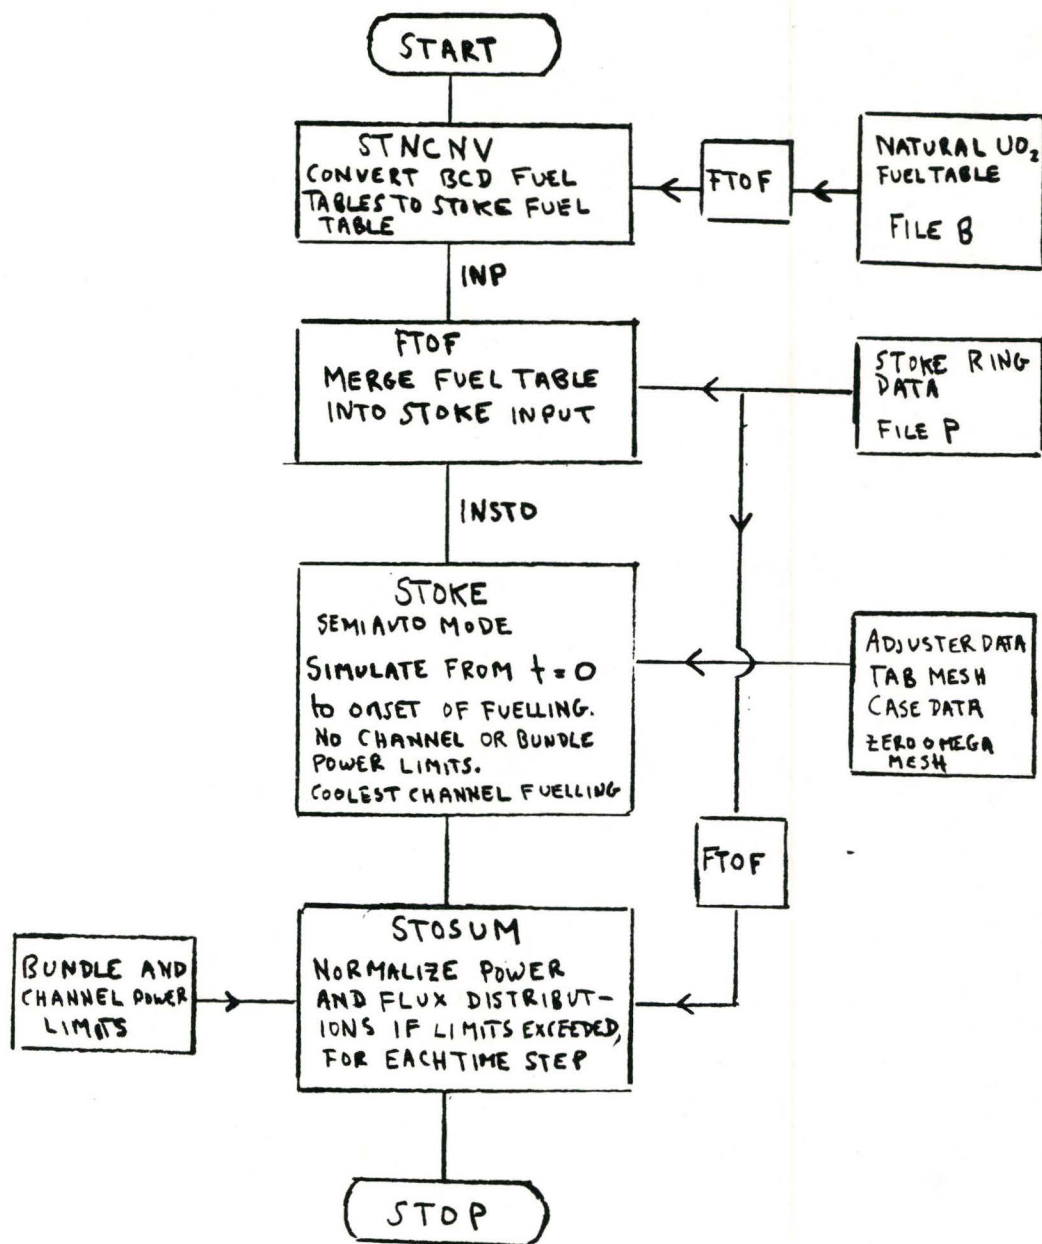 START
STNCNV
CONVERT BCD FUEL
TABLES TO STOKE FUEL
TABLE
FTOF
NATURAL UO₂
FUEL TABLE
FILE B
INP
FTOF
MERGE FUEL TABLE
INTO STOKE INPUT
STOKE RING
DATA
FILE P
INSTO
STOKE
SEMIAUTO MODE
SIMULATE FROM t=0
to ONSET OF FUELLING.
NO CHANNEL OR BUNDLE
POWER LIMITS.
COOLEST CHANNEL FUELLING
ADJUSTER DATA
TAB MESH
CASE DATA
ZERO OMEGA
MESH
FTOF
BUNDLE AND
CHANNEL POWER
LIMITS
STOSUM
NORMALIZE POWER
AND FLUX DISTRIBUT-
IONS IF LIMITS EXCEEDED,
FOR EACH TIME STEP
STOP